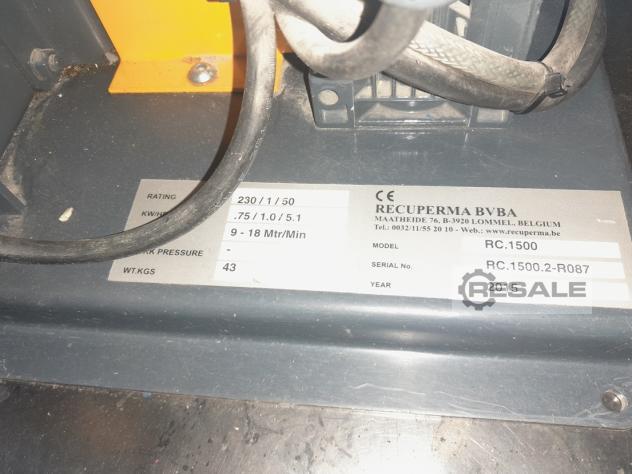 RATING 230 / 1 / 50
.75 / 1.0 / 5.1
9 - 18 Mtr/Min
PRESSURE -
WT.KGS 43
CE
RECUPERMA BVBA
MAATHEIDE 76, B-3920 LOMMEL, BELGIUM
Tel.: 0032/11/55 20 10 - Web.: www.recuperma.be
MODEL RC.1500
SERIAL No. RC.1500.2-R087
YEAR 2015
RESALE